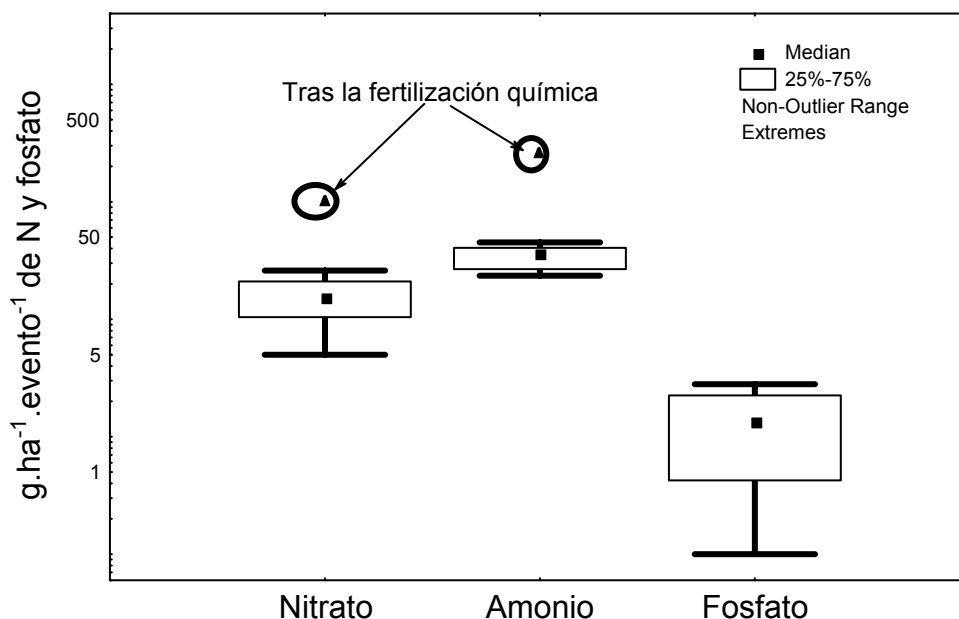 Median
25%-75%
Non-Outlier Range
Extremes
Tras la fertilización química
g.ha⁻¹.evento⁻¹ de N y fosfato
500
50
5
1
Nitrato Amonio Fosfato